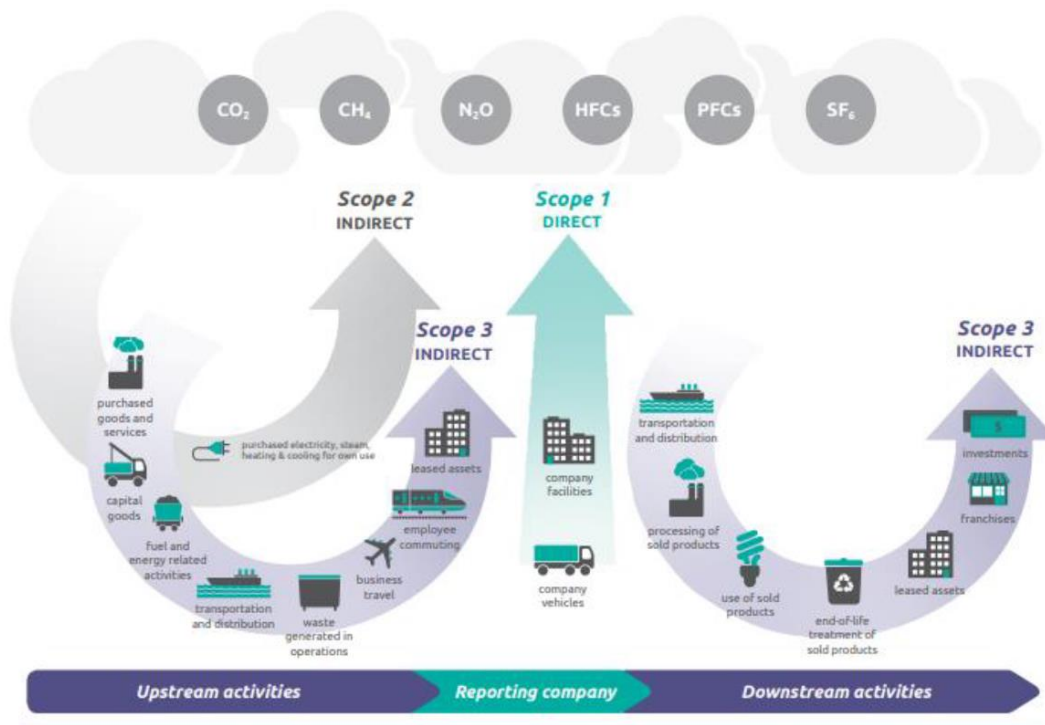 CO₂
CH₄
N₂O
HFCs
PFCs
SF₆
Scope 2
INDIRECT
Scope 1
DIRECT
Scope 3
INDIRECT
Scope 3
INDIRECT
purchased
goods and
services
capital
goods
fuel and
energy related
activities
purchased electricity, steam,
heating & cooling for own use
transportation
and distribution
waste
generated in
operations
business
travel
employee
commuting
leased assets
company
facilities
company
vehicles
transportation
and distribution
processing of
sold products
use of sold
products
end-of-life
treatment of
sold products
leased assets
franchises
$
investments
Upstream activities
Reporting company
Downstream activities